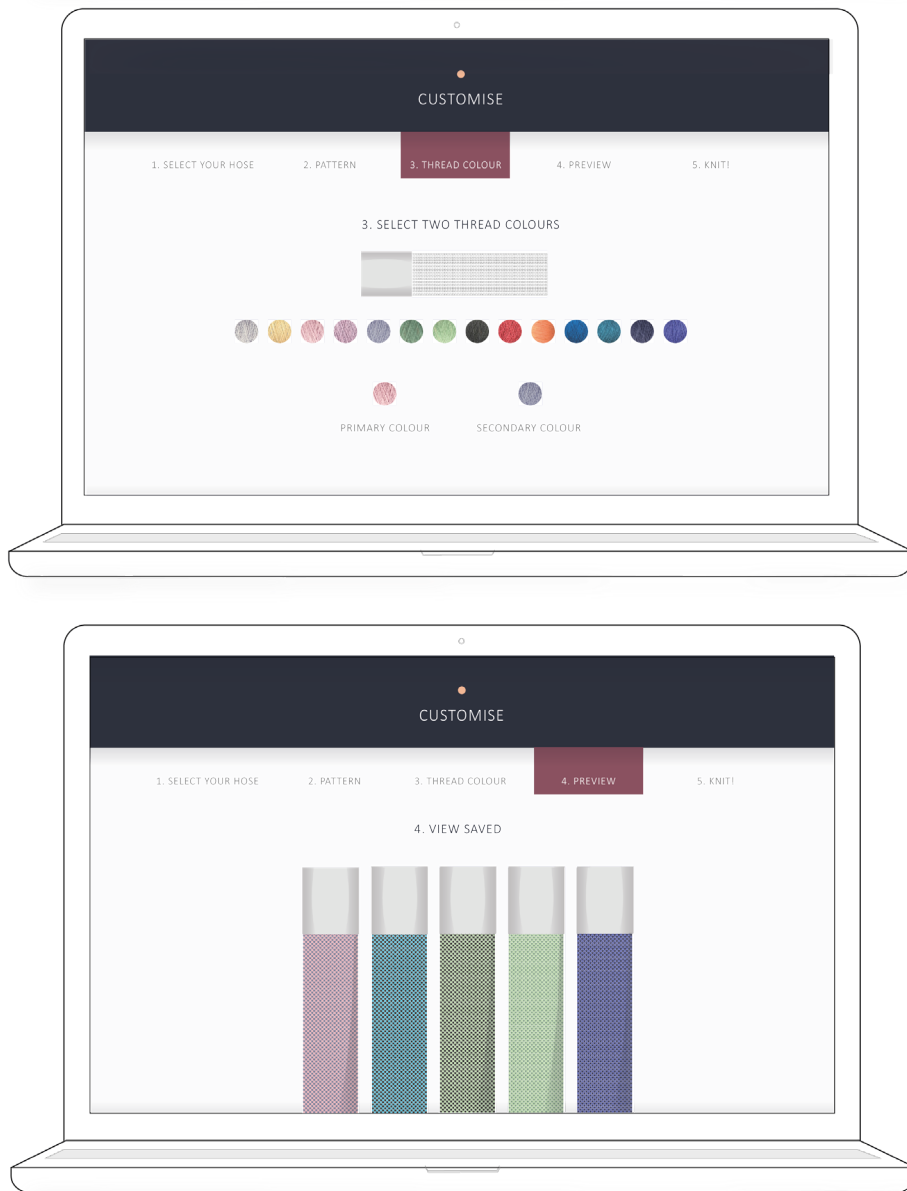 CUSTOMISE
1. SELECT YOUR HOSE 2. PATTERN 3. THREAD COLOUR 4. PREVIEW 5. KNIT!
3. SELECT TWO THREAD COLOURS
PRIMARY COLOUR SECONDARY COLOUR
CUSTOMISE
1. SELECT YOUR HOSE 2. PATTERN 3. THREAD COLOUR 4. PREVIEW 5. KNIT!
4. VIEW SAVED